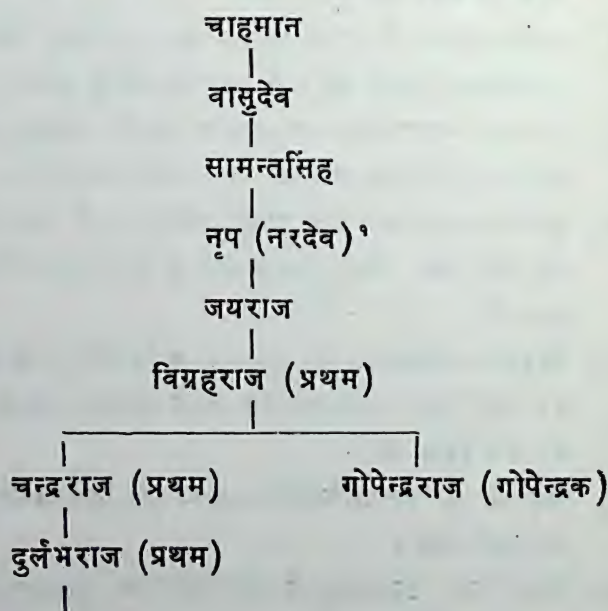 चाहमान
वासुदेव
सामन्तसिंह
नृप (नरदेव)¹
जयराज
विग्रहराज (प्रथम)
चन्द्रराज (प्रथम) गोपेन्द्रराज (गोपेन्द्रक)
दुर्लभराज (प्रथम)